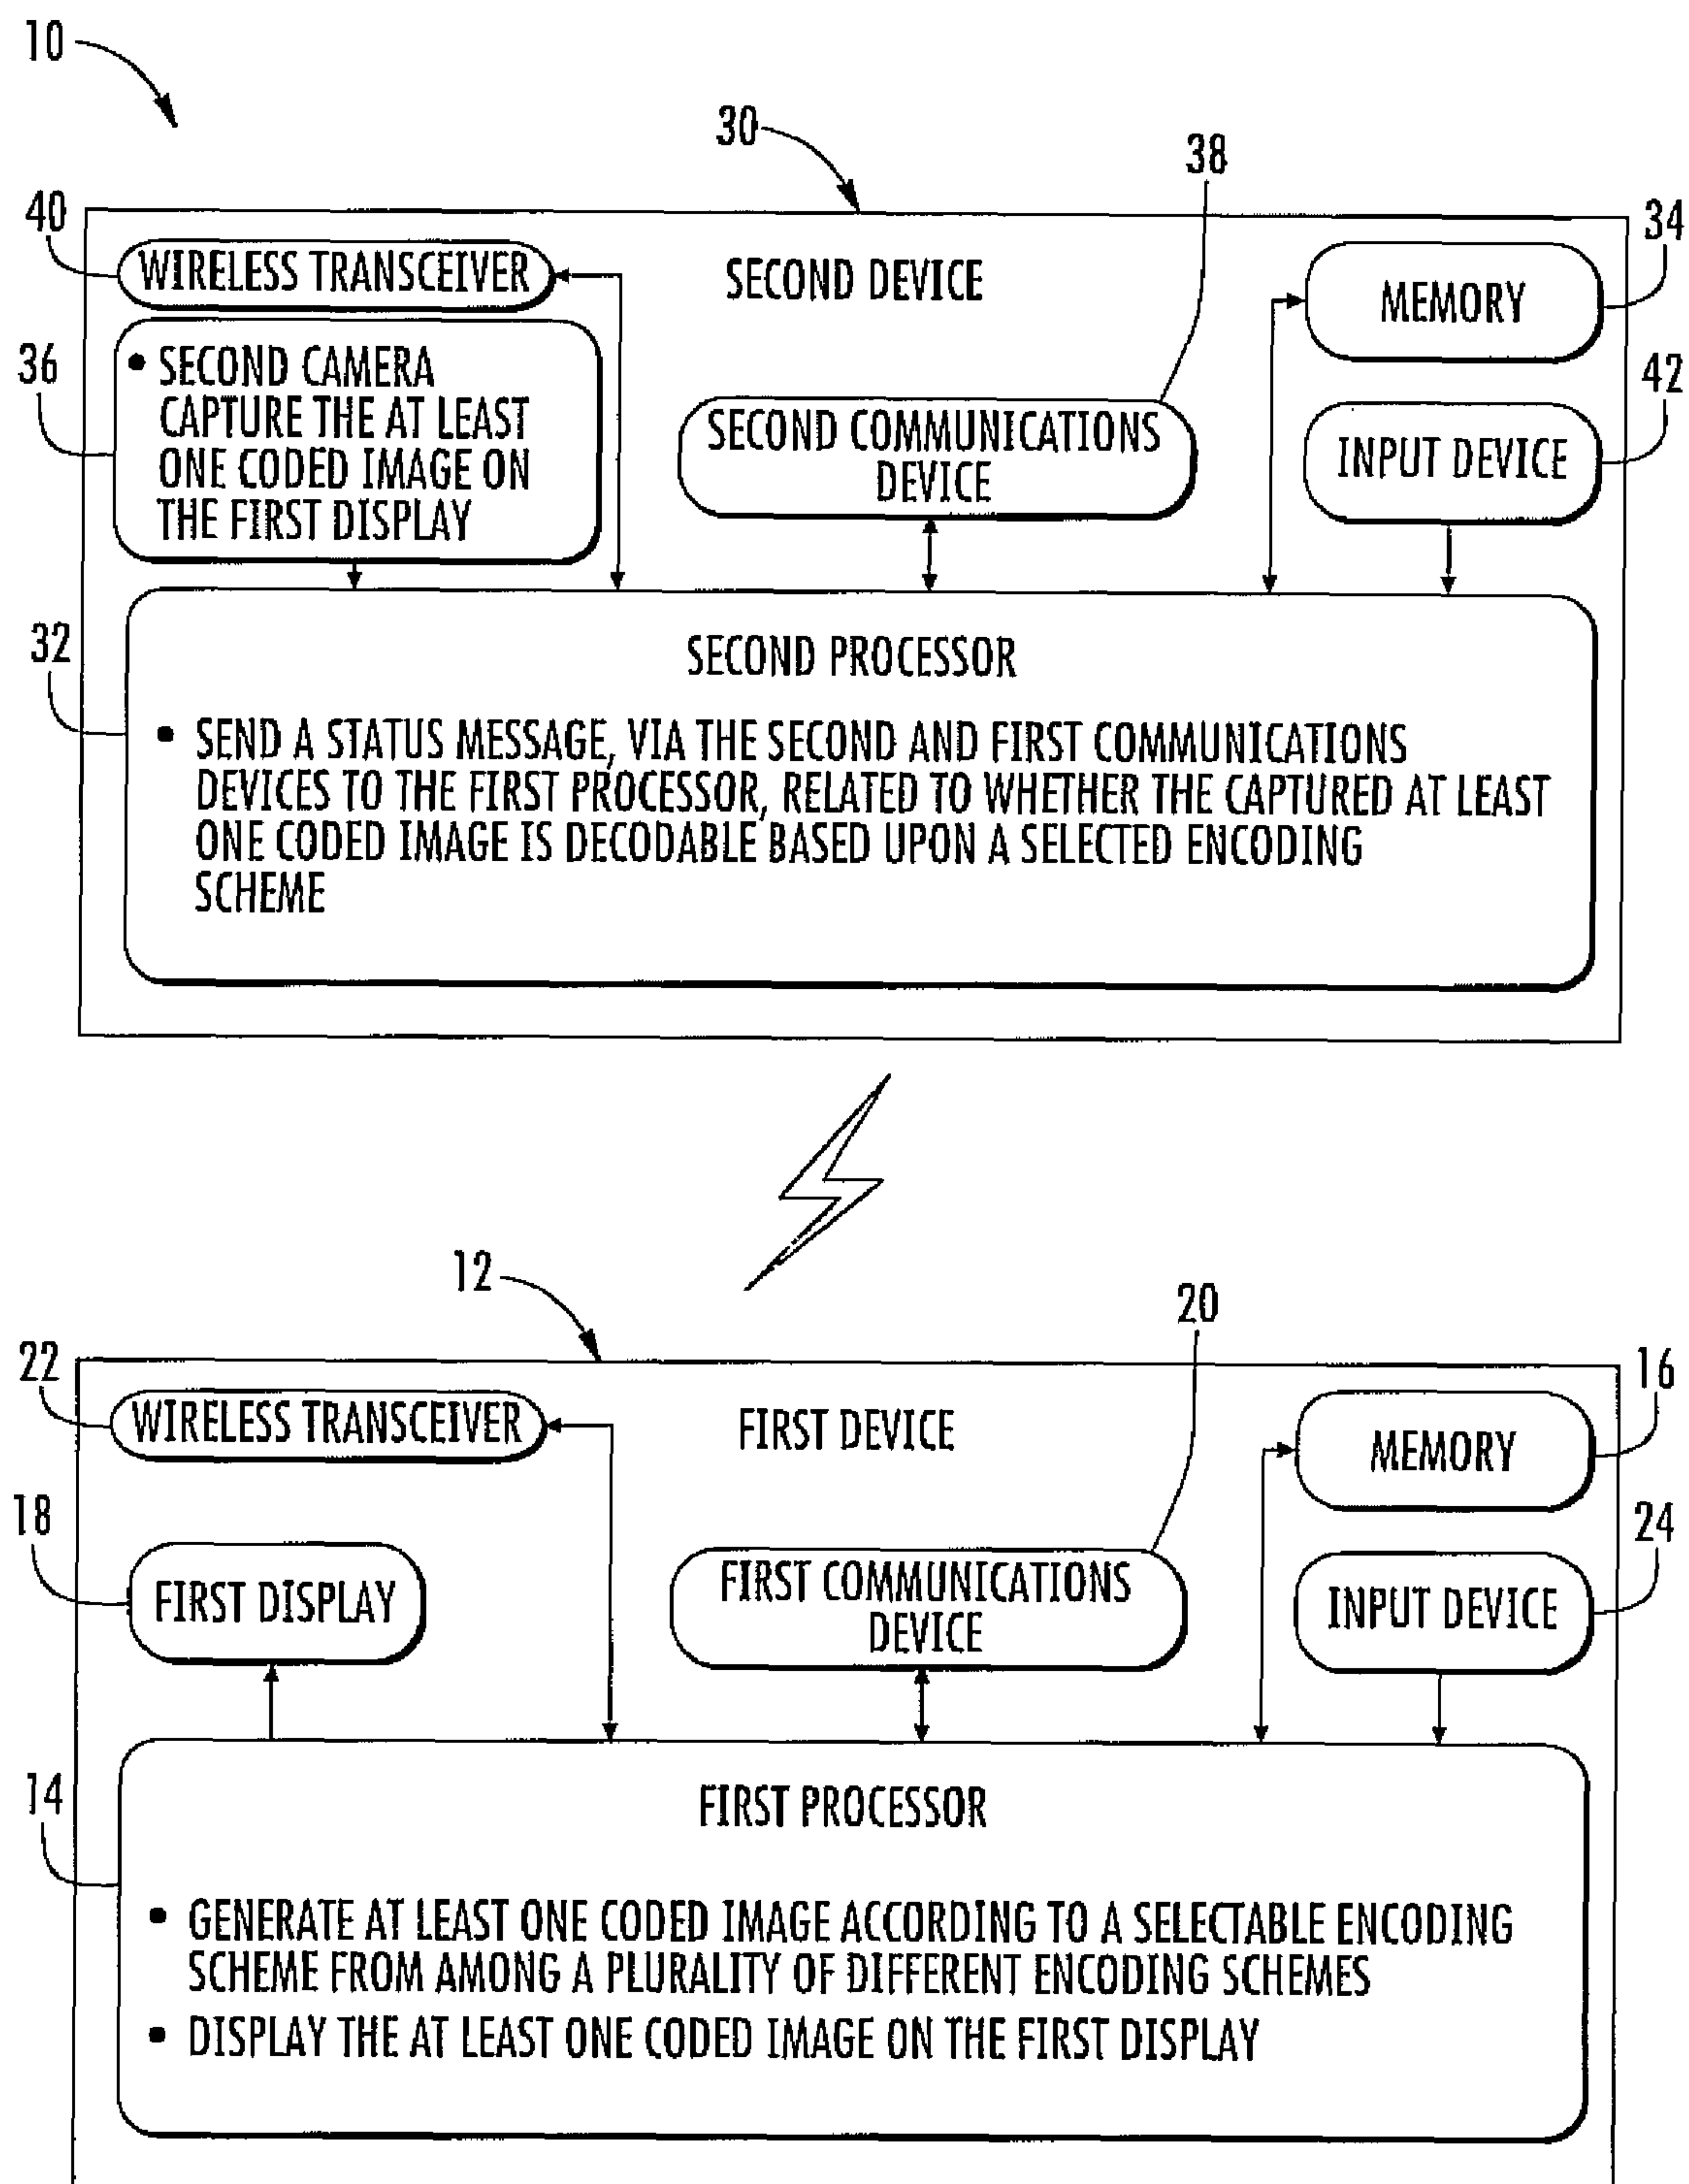 10
30
38
40
34
WIRELESS TRANSCEIVER
SECOND DEVICE
MEMORY
36
• SECOND CAMERA
CAPTURE THE AT LEAST
ONE CODED IMAGE ON
THE FIRST DISPLAY
42
SECOND COMMUNICATIONS
DEVICE
INPUT DEVICE
32
SECOND PROCESSOR
• SEND A STATUS MESSAGE, VIA THE SECOND AND FIRST COMMUNICATIONS
DEVICES TO THE FIRST PROCESSOR, RELATED TO WHETHER THE CAPTURED AT LEAST
ONE CODED IMAGE IS DECODABLE BASED UPON A SELECTED ENCODING
SCHEME
12
20
22
16
WIRELESS TRANSCEIVER
FIRST DEVICE
MEMORY
18
24
FIRST DISPLAY
FIRST COMMUNICATIONS
DEVICE
INPUT DEVICE
14
FIRST PROCESSOR
• GENERATE AT LEAST ONE CODED IMAGE ACCORDING TO A SELECTABLE ENCODING
SCHEME FROM AMONG A PLURALITY OF DIFFERENT ENCODING SCHEMES
• DISPLAY THE AT LEAST ONE CODED IMAGE ON THE FIRST DISPLAY